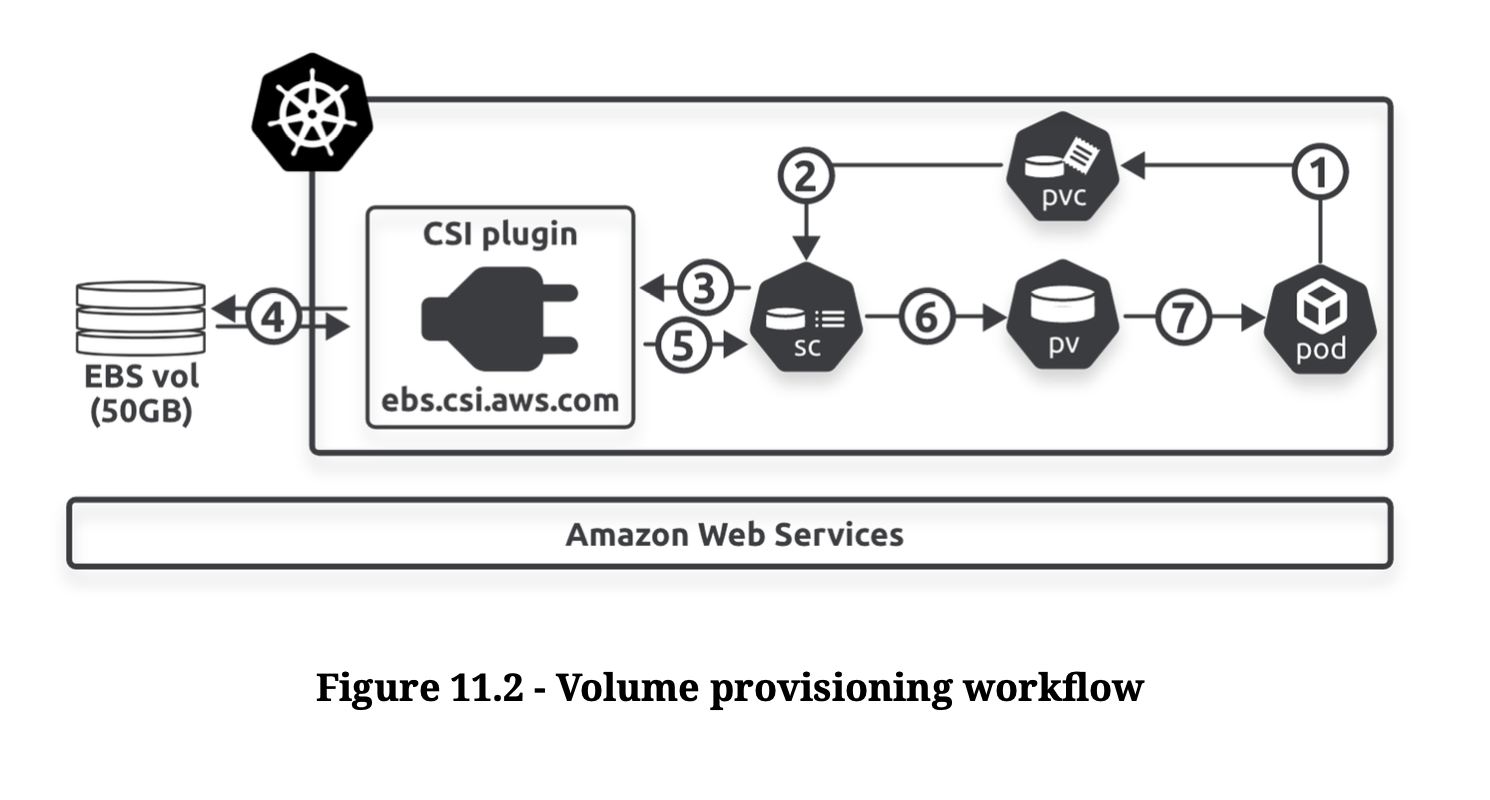 2
1
pvc
CSI plugin
3
sc
6
pv
7
pod
4
5
EBS vol
(50GB)
ebs.csi.aws.com
Amazon Web Services
Figure 11.2 - Volume provisioning workflow